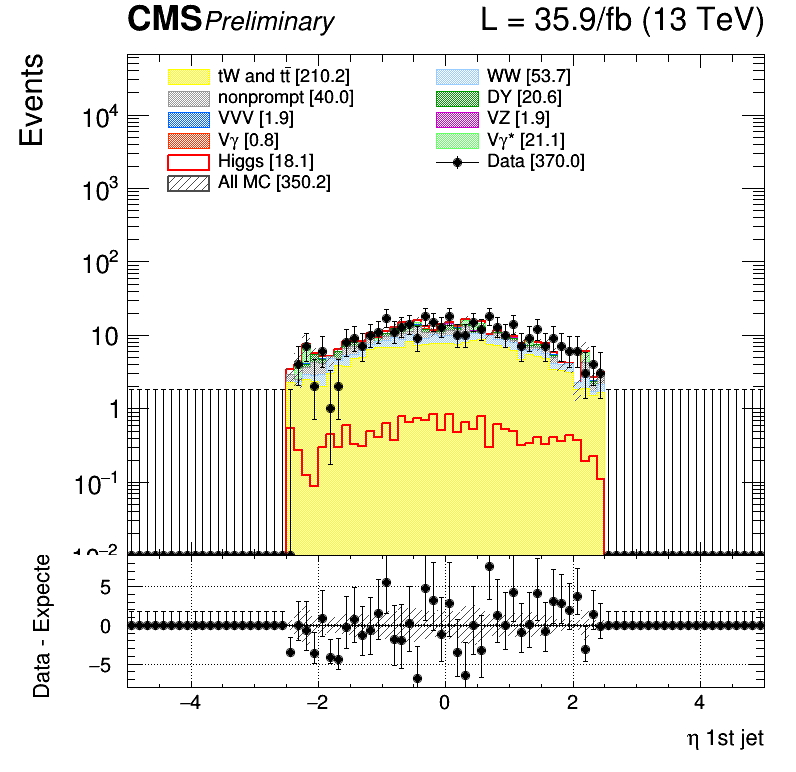 CMS Preliminary L = 35.9/fb (13 TeV)
Events
tW and tt̄ [210.2] WW [53.7]
nonprompt [40.0] DY [20.6]
VVV [1.9] VZ [1.9]
Vγ [0.8] Vγ* [21.1]
Higgs [18.1] Data [370.0]
All MC [350.2]
10⁴
10³
10²
10
1
10⁻¹
10⁻²
Data - Expecte
5
0
−5
−4 −2 0 2 4
η 1st jet